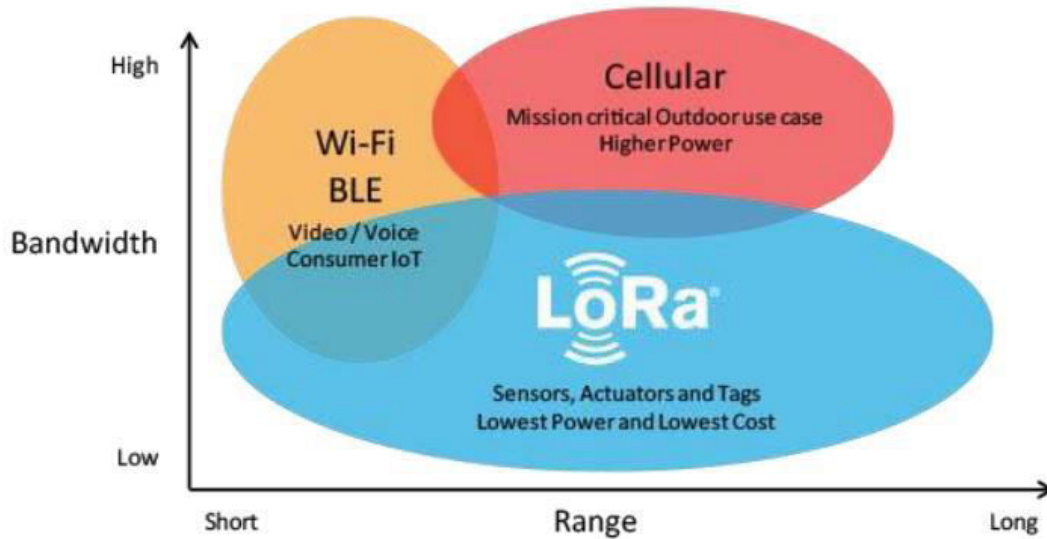 High
Cellular
Mission critical Outdoor use case
Higher Power
Wi-Fi
BLE
Video / Voice
Consumer IoT
Bandwidth
LoRa®
Sensors, Actuators and Tags
Lowest Power and Lowest Cost
Low
Short
Range
Long